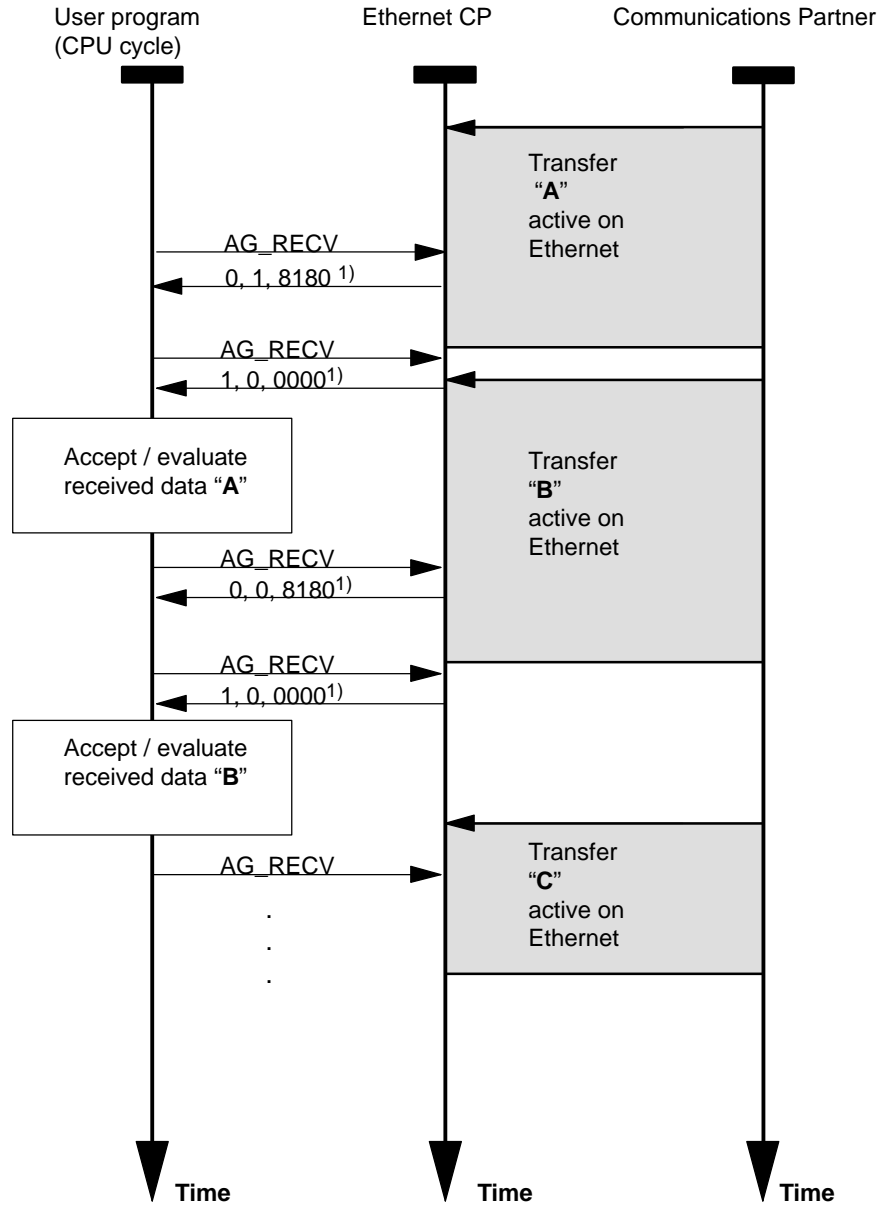 User program
(CPU cycle)
Ethernet CP
Communications Partner
Transfer
“A”
active on
Ethernet
AG_RECV
0, 1, 8180 1)
AG_RECV
1, 0, 0000 1)
Accept / evaluate
received data “A”
Transfer
“B”
active on
Ethernet
AG_RECV
0, 0, 8180 1)
AG_RECV
1, 0, 0000 1)
Accept / evaluate
received data “B”
Transfer
“C”
active on
Ethernet
AG_RECV
.
.
.
Time
Time
Time